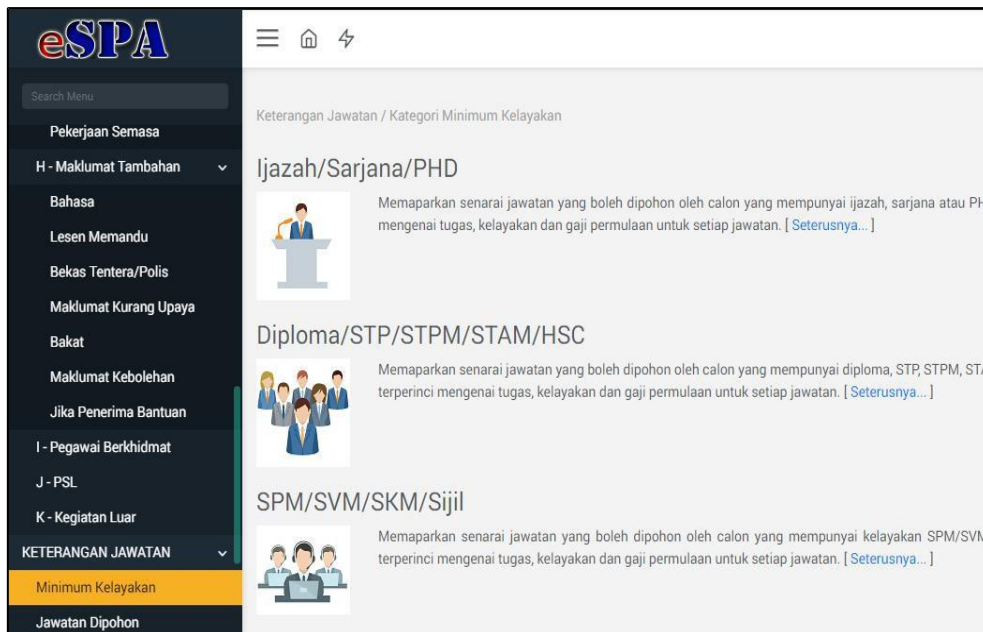 eSPA
Search Menu
Pekerjaan Semasa
H - Maklumat Tambahan
Bahasa
Lesen Memandu
Bekas Tentera/Polis
Maklumat Kurang Upaya
Bakat
Maklumat Kebolehan
Jika Penerima Bantuan
I - Pegawai Berkhidmat
J - PSL
K - Kegiatan Luar
KETERANGAN JAWATAN
Minimum Kelayakan
Jawatan Dipohon
Keterangan Jawatan / Kategori Minimum Kelayakan
Ijazah/Sarjana/PHD
Memaparkan senarai jawatan yang boleh dipohon oleh calon yang mempunyai ijazah, sarjana atau PH
mengenai tugas, kelayakan dan gaji permulaan untuk setiap jawatan. [ Seterusnya... ]
Diploma/STP/STPM/STAM/HSC
Memaparkan senarai jawatan yang boleh dipohon oleh calon yang mempunyai diploma, STP, STPM, STA
terperinci mengenai tugas, kelayakan dan gaji permulaan untuk setiap jawatan. [ Seterusnya... ]
SPM/SVM/SKM/Sijil
Memaparkan senarai jawatan yang boleh dipohon oleh calon yang mempunyai kelayakan SPM/SVM
terperinci mengenai tugas, kelayakan dan gaji permulaan untuk setiap jawatan. [ Seterusnya... ]